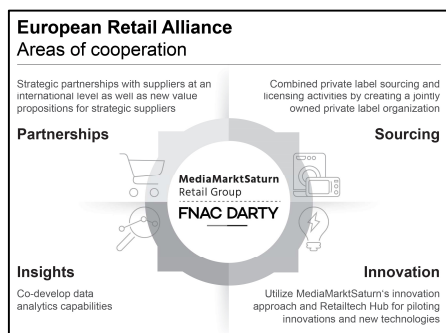 European Retail Alliance
Areas of cooperation
Strategic partnerships with suppliers at an
international level as well as new value
propositions for strategic suppliers
Partnerships
Combined private label sourcing and
licensing activities by creating a jointly
owned private label organization
Sourcing
MediaMarktSaturn
Retail Group
FNAC DARTY
Insights
Co-develop data
analytics capabilities
Innovation
Utilize MediaMarktSaturn's innovation
approach and Retailtech Hub for piloting
innovations and new technologies